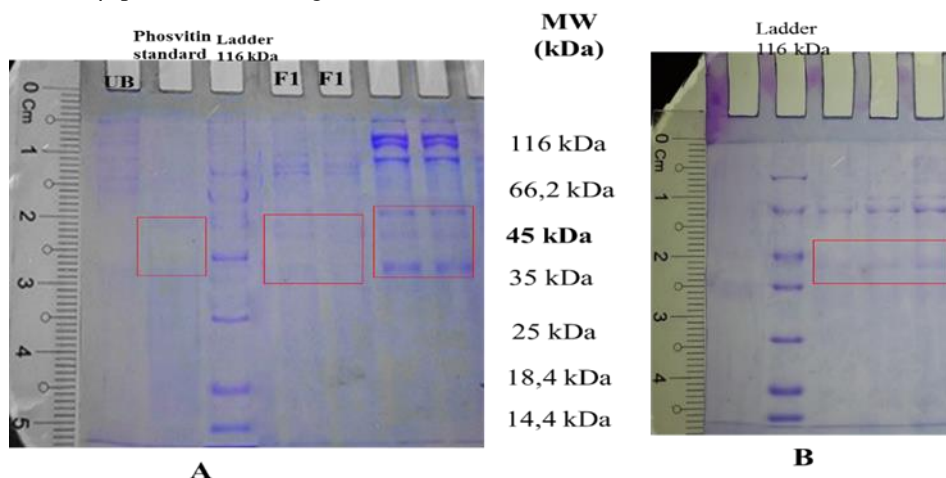 Phosvitin
standard
Ladder
116 kDa
UB
F1
F1
0 Cm
1
2
3
4
5
A
MW
(kDa)
116 kDa
66,2 kDa
45 kDa
35 kDa
25 kDa
18,4 kDa
14,4 kDa
Ladder
116 kDa
0 Cm
1
2
3
4
B